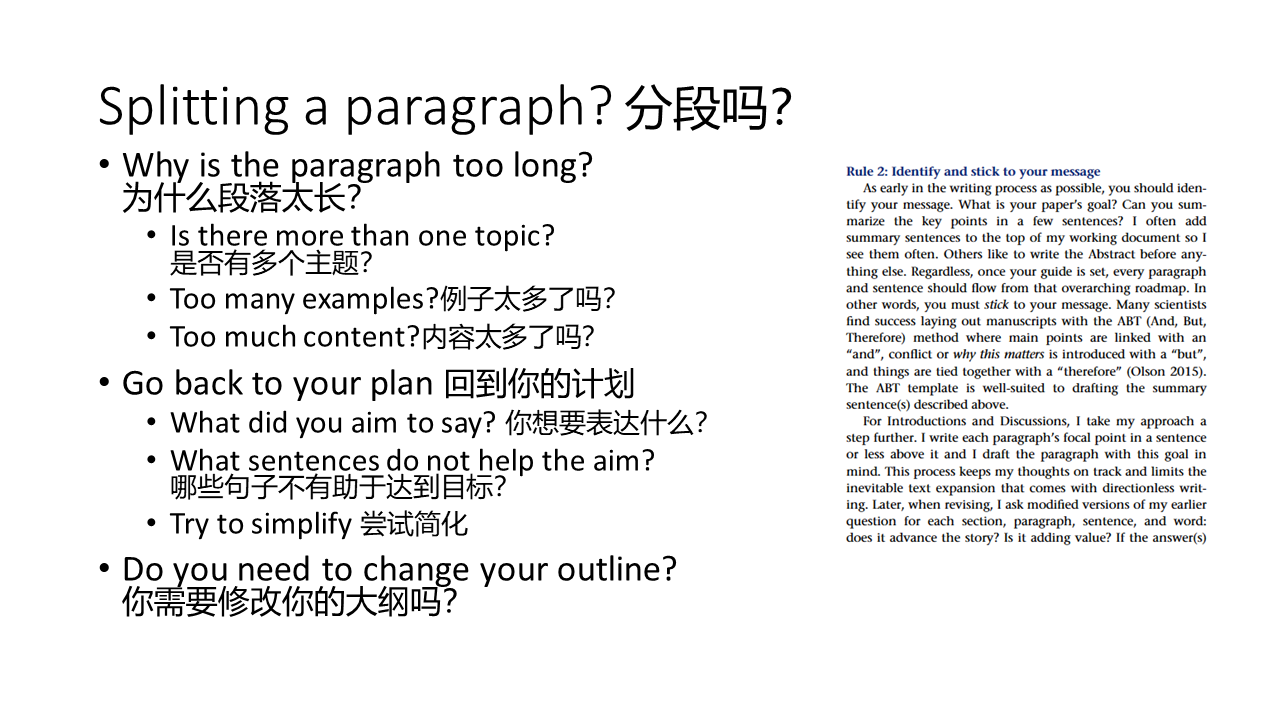 Splitting a paragraph? 分段吗?
• Why is the paragraph too long?
为什么段落太长?
• Is there more than one topic?
是否有多个主题?
• Too many examples?例子太多了吗?
• Too much content?内容太多了吗?
• Go back to your plan 回到你的计划
• What did you aim to say? 你想要表达什么?
• What sentences do not help the aim?
哪些句子不有助于达到目标?
• Try to simplify 尝试简化
• Do you need to change your outline?
你需要修改你的大纲吗?
Rule 2: Identify and stick to your message
As early in the writing process as possible, you should iden-
tify your message. What is your paper's goal? Can you sum-
marize the key points in a few sentences? I often add
summary sentences to the top of my working document so I
see them often. Others like to write the Abstract before any-
thing else. Regardless, once your guide is set, every paragraph
and sentence should flow from that overarching roadmap. In
other words, you must stick to your message. Many scientists
find success laying out manuscripts with the ABT (And, But,
Therefore) method where main points are linked with an
“and”, conflict or why this matters is introduced with a “but”,
and things are tied together with a “therefore” (Olson 2015).
The ABT template is well-suited to drafting the summary
sentence(s) described above.
For Introductions and Discussions, I take my approach a
step further. I write each paragraph's focal point in a sentence
or less above it and I draft the paragraph with this goal in
mind. This process keeps my thoughts on track and limits the
inevitable text expansion that comes with directionless writ-
ing. Later, when revising, I ask modified versions of my earlier
question for each section, paragraph, sentence, and word:
does it advance the story? Is it adding value? If the answer(s)